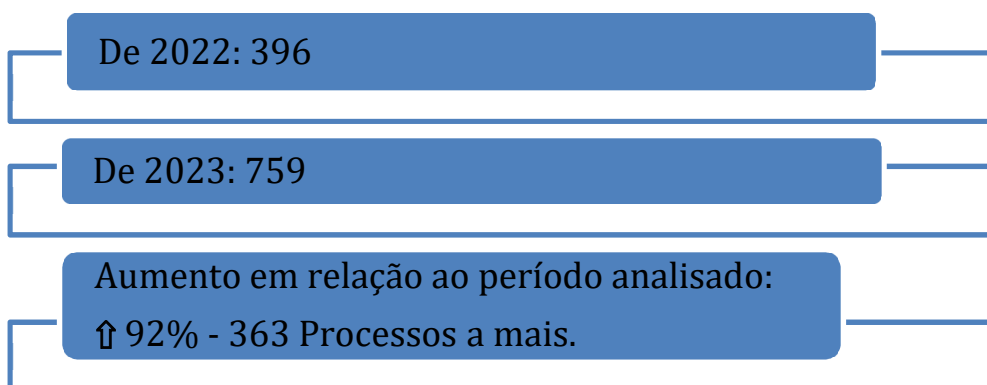 De 2022: 396
De 2023: 759
Aumento em relação ao período analisado:
⇧ 92% - 363 Processos a mais.